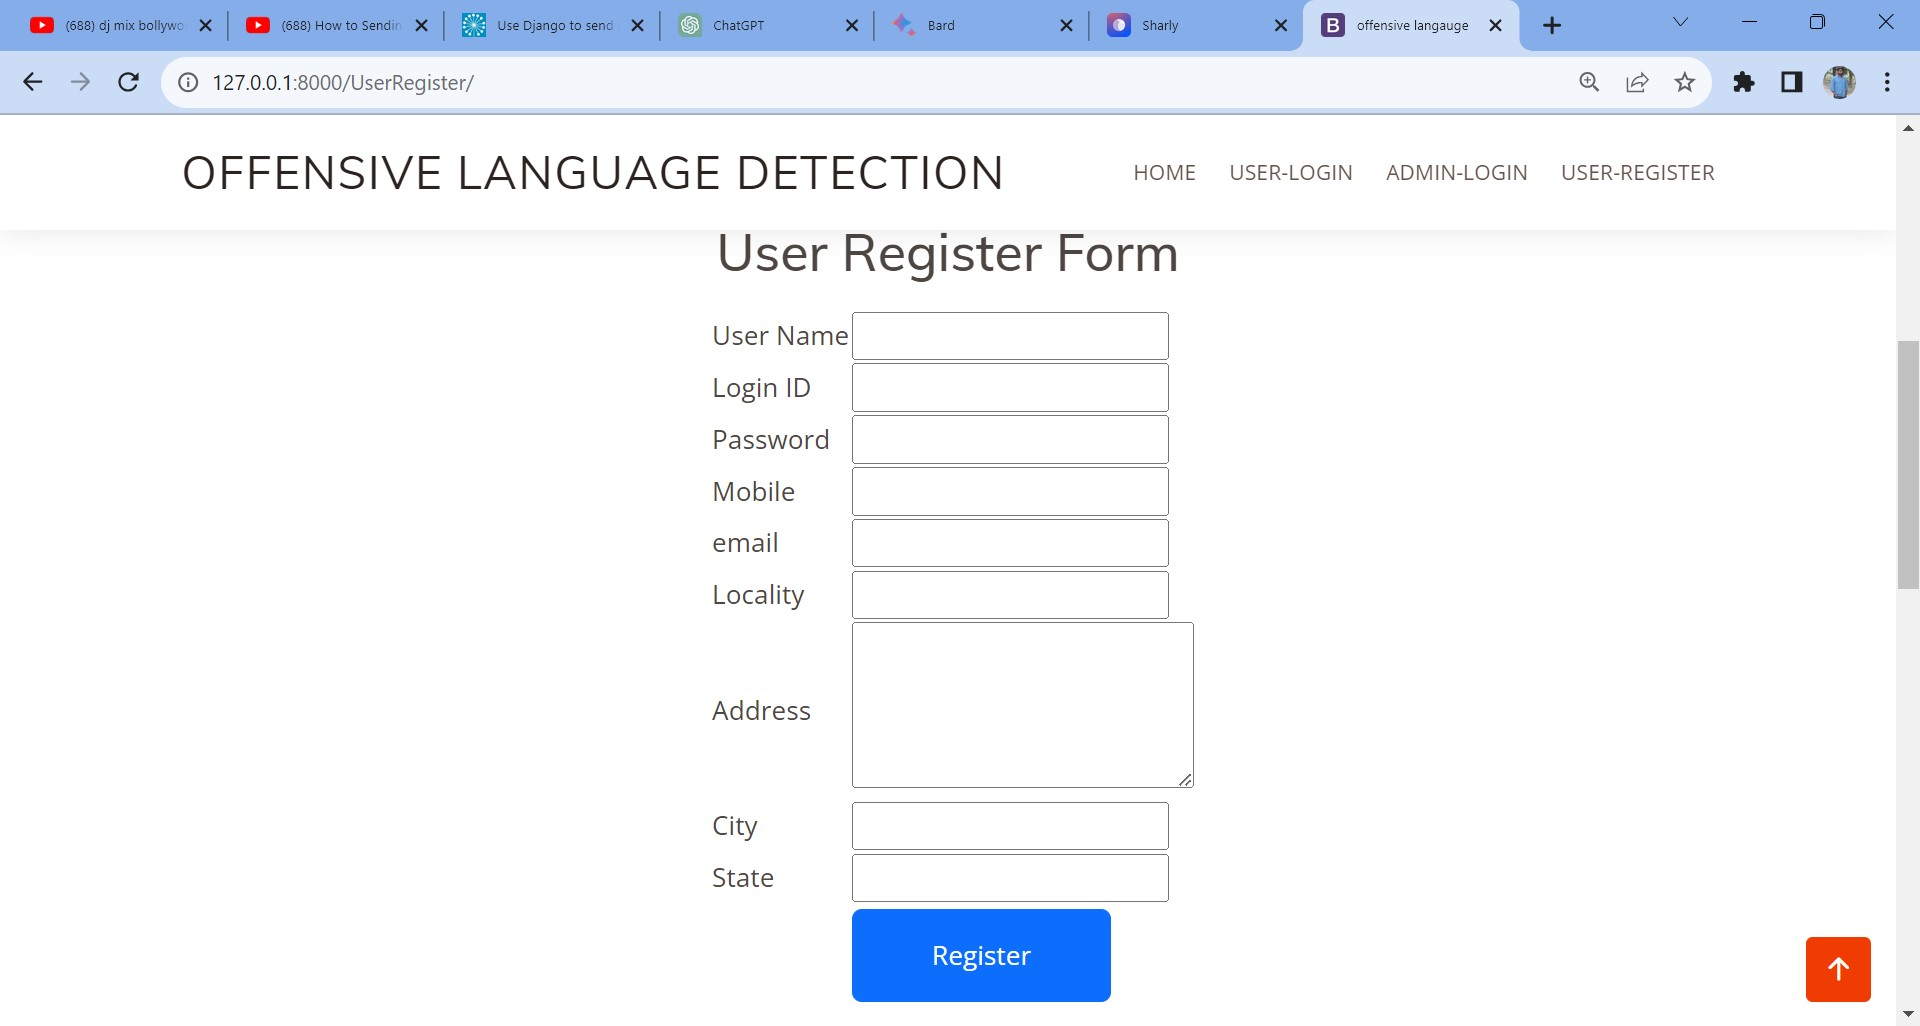 (688) dj mix bollywo
(688) How to Sendin
Use Django to send
ChatGPT
Bard
Sharly
B
offensive langauge
127.0.0.1:8000/UserRegister/
OFFENSIVE LANGUAGE DETECTION
HOME
USER-LOGIN
ADMIN-LOGIN
USER-REGISTER
User Register Form
User Name
Login ID
Password
Mobile
email
Locality
Address
City
State
Register